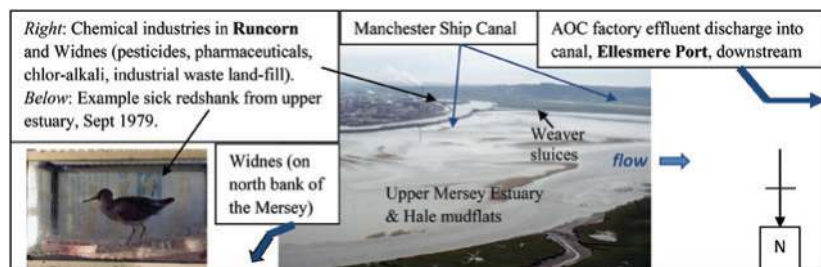 Right: Chemical industries in Runcorn
and Widnes (pesticides, pharmaceuticals,
chlor-alkali, industrial waste land-fill).
Below: Example sick redshank from upper
estuary, Sept 1979.
Manchester Ship Canal
AOC factory effluent discharge into
canal, Ellesmere Port, downstream
Weaver
sluices
flow
Widnes (on
north bank of
the Mersey)
Upper Mersey Estuary
& Hale mudflats
N